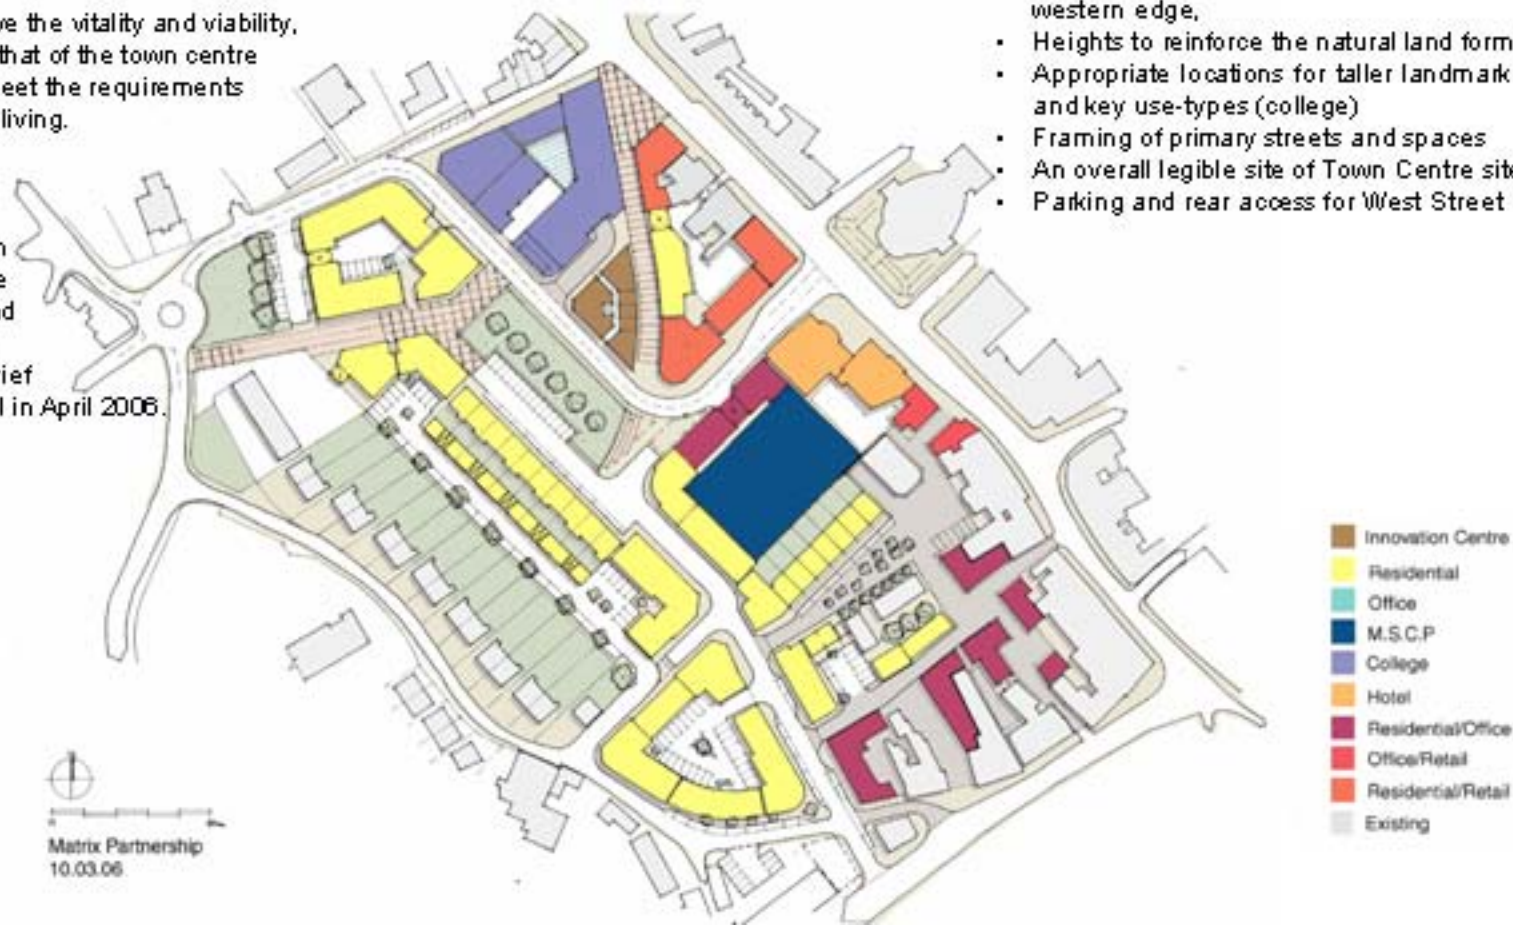 ve the vitality and viability,
that of the town centre
eet the requirements
living.
n
e
nd
rief
l in April 2006.
western edge,
• Heights to reinforce the natural land form
• Appropriate locations for taller landmark
and key use-types (college)
• Framing of primary streets and spaces
• An overall legible site of Town Centre site
• Parking and rear access for West Street
Innovation Centre
Residential
Office
M.S.C.P
College
Hotel
Residential/Office
Office/Retail
Residential/Retail
Existing
Matrix Partnership
10.03.06